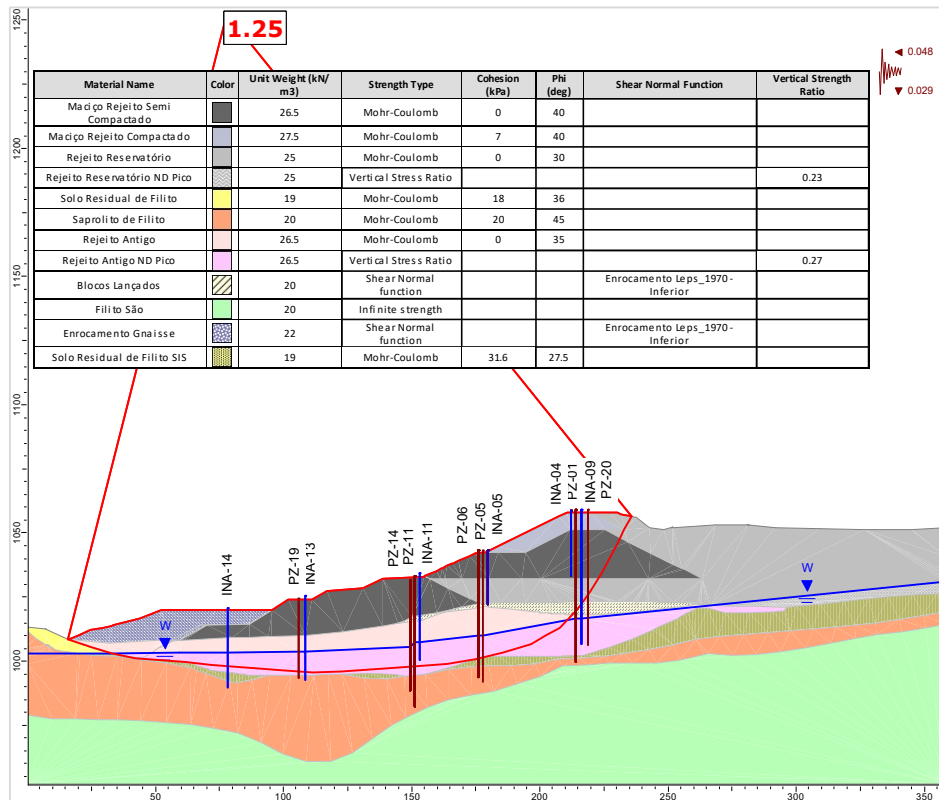 1.25
0.048
0.029
Material Name Color Unit Weight (kN/m3) Strength Type Cohesion (kPa) Phi (deg) Shear Normal Function Vertical Strength Ratio
Maciço Rejeito Semi Compactado 26.5 Mohr-Coulomb 0 40
Maciço Rejeito Compactado 27.5 Mohr-Coulomb 7 40
Rejeito Reservatório 25 Mohr-Coulomb 0 30
Rejeito Reservatório ND Pico 25 Vertical Stress Ratio 0.23
Solo Residual de Filito 19 Mohr-Coulomb 18 36
Saprolito de Filito 20 Mohr-Coulomb 20 45
Rejeito Antigo 26.5 Mohr-Coulomb 0 35
Rejeito Antigo ND Pico 26.5 Vertical Stress Ratio 0.27
Blocos Lançados 20 Shear Normal function Enrocamento Leps_1970 - Inferior
Filito São 20 Infinite strength
Enrocamento Gnaisse 22 Shear Normal function Enrocamento Leps_1970 - Inferior
Solo Residual de Filito SIS 19 Mohr-Coulomb 31.6 27.5
1250
1200
1150
1100
1050
1000
INA-14
PZ-19
INA-13
PZ-14
PZ-11
INA-11
PZ-06
PZ-05
INA-05
INA-04
PZ-01
INA-09
PZ-20
W
W
50 100 150 200 250 300 350